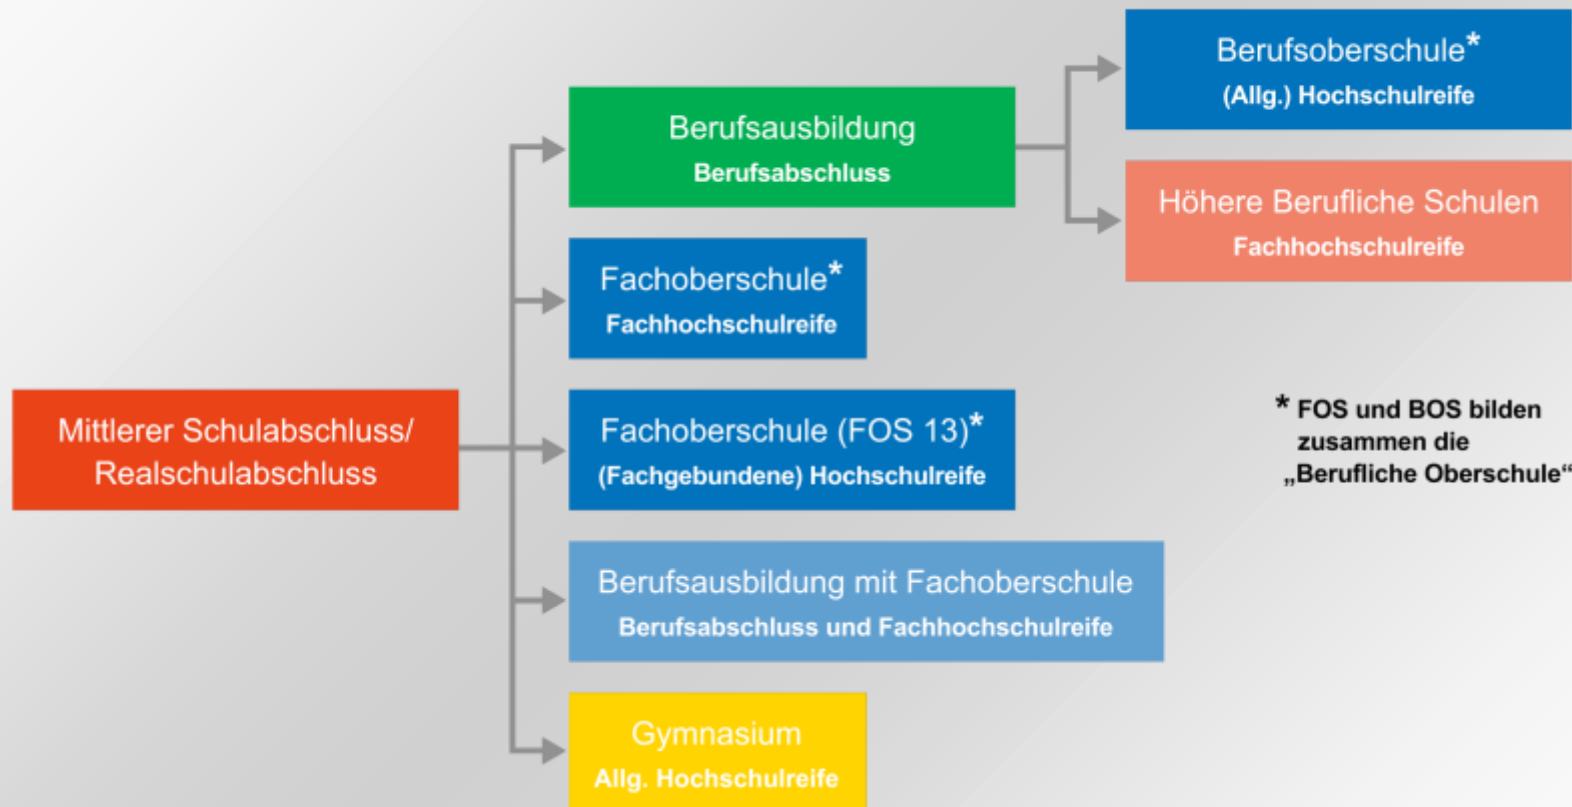 Berufsoberschule*
(Allg.) Hochschulreife
Berufsausbildung
Berufsabschluss
Höhere Berufliche Schulen
Fachhochschulreife
Fachoberschule*
Fachhochschulreife
Mittlerer Schulabschluss/
Realschulabschluss
Fachoberschule (FOS 13)*
(Fachgebundene) Hochschulreife
* FOS und BOS bilden
zusammen die
„Berufliche Oberschule“
Berufsausbildung mit Fachoberschule
Berufsabschluss und Fachhochschulreife
Gymnasium
Allg. Hochschulreife